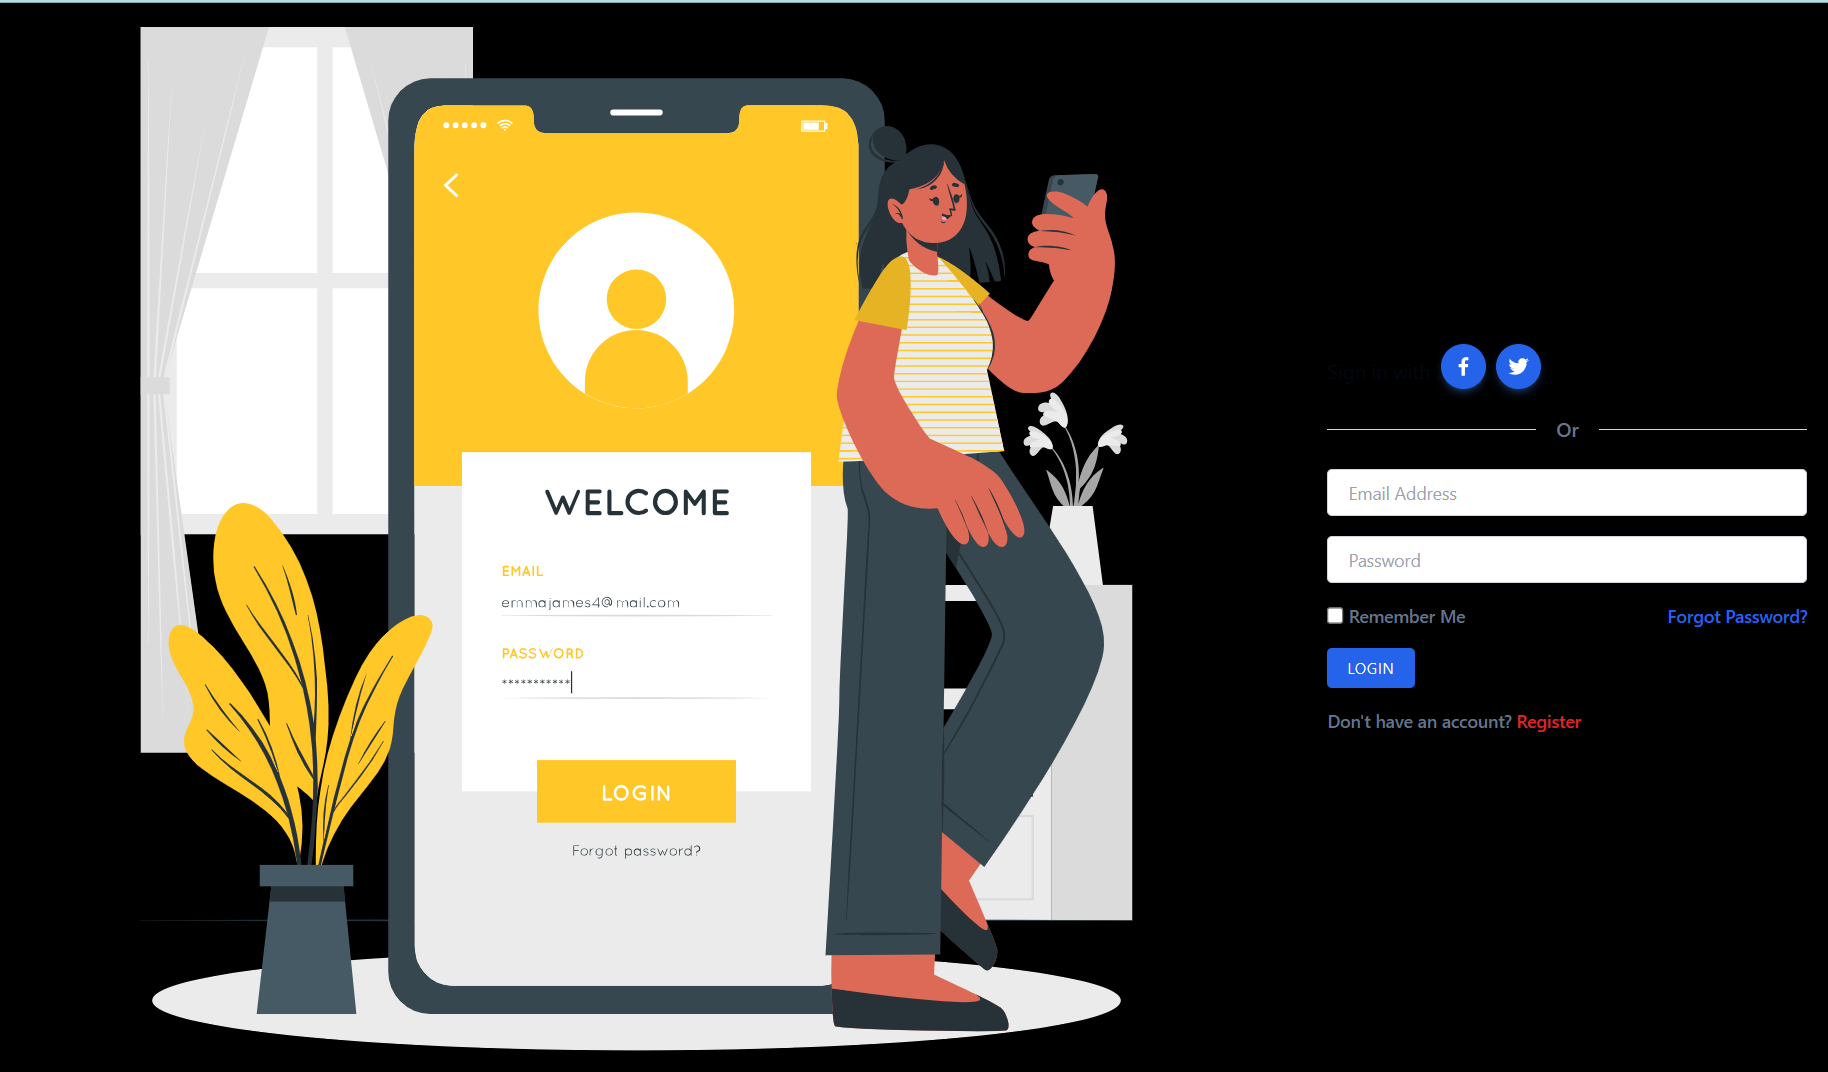 WELCOME
EMAIL
emmajames4@mail.com
PASSWORD
***********
LOGIN
Forgot password?
Sign in with
Or
Email Address
Password
Remember Me
Forgot Password?
LOGIN
Don't have an account? Register